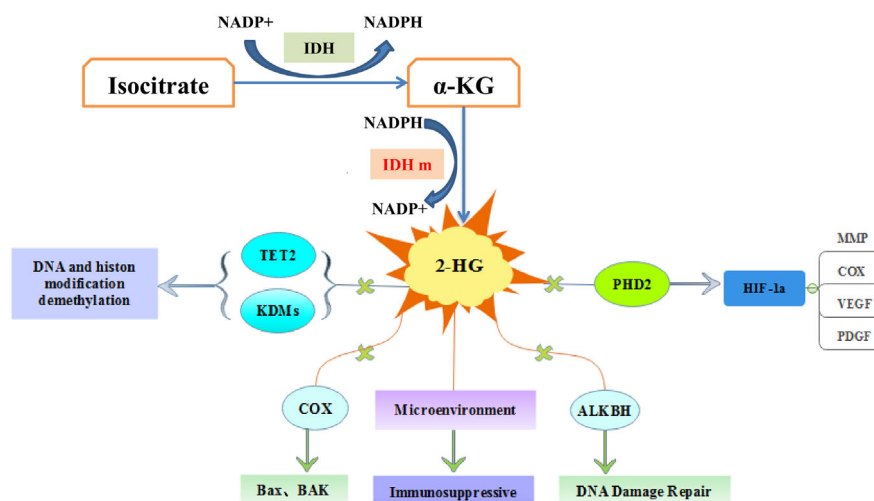 NADP+
NADPH
IDH
Isocitrate
α-KG
NADPH
IDH m
NADP+
2-HG
TET2
KDMs
DNA and histon
modification
demethylation
PHD2
HIF-1a
MMP
COX
VEGF
PDGF
COX
Microenvironment
ALKBH
Bax、BAK
Immunosuppressive
DNA Damage Repair